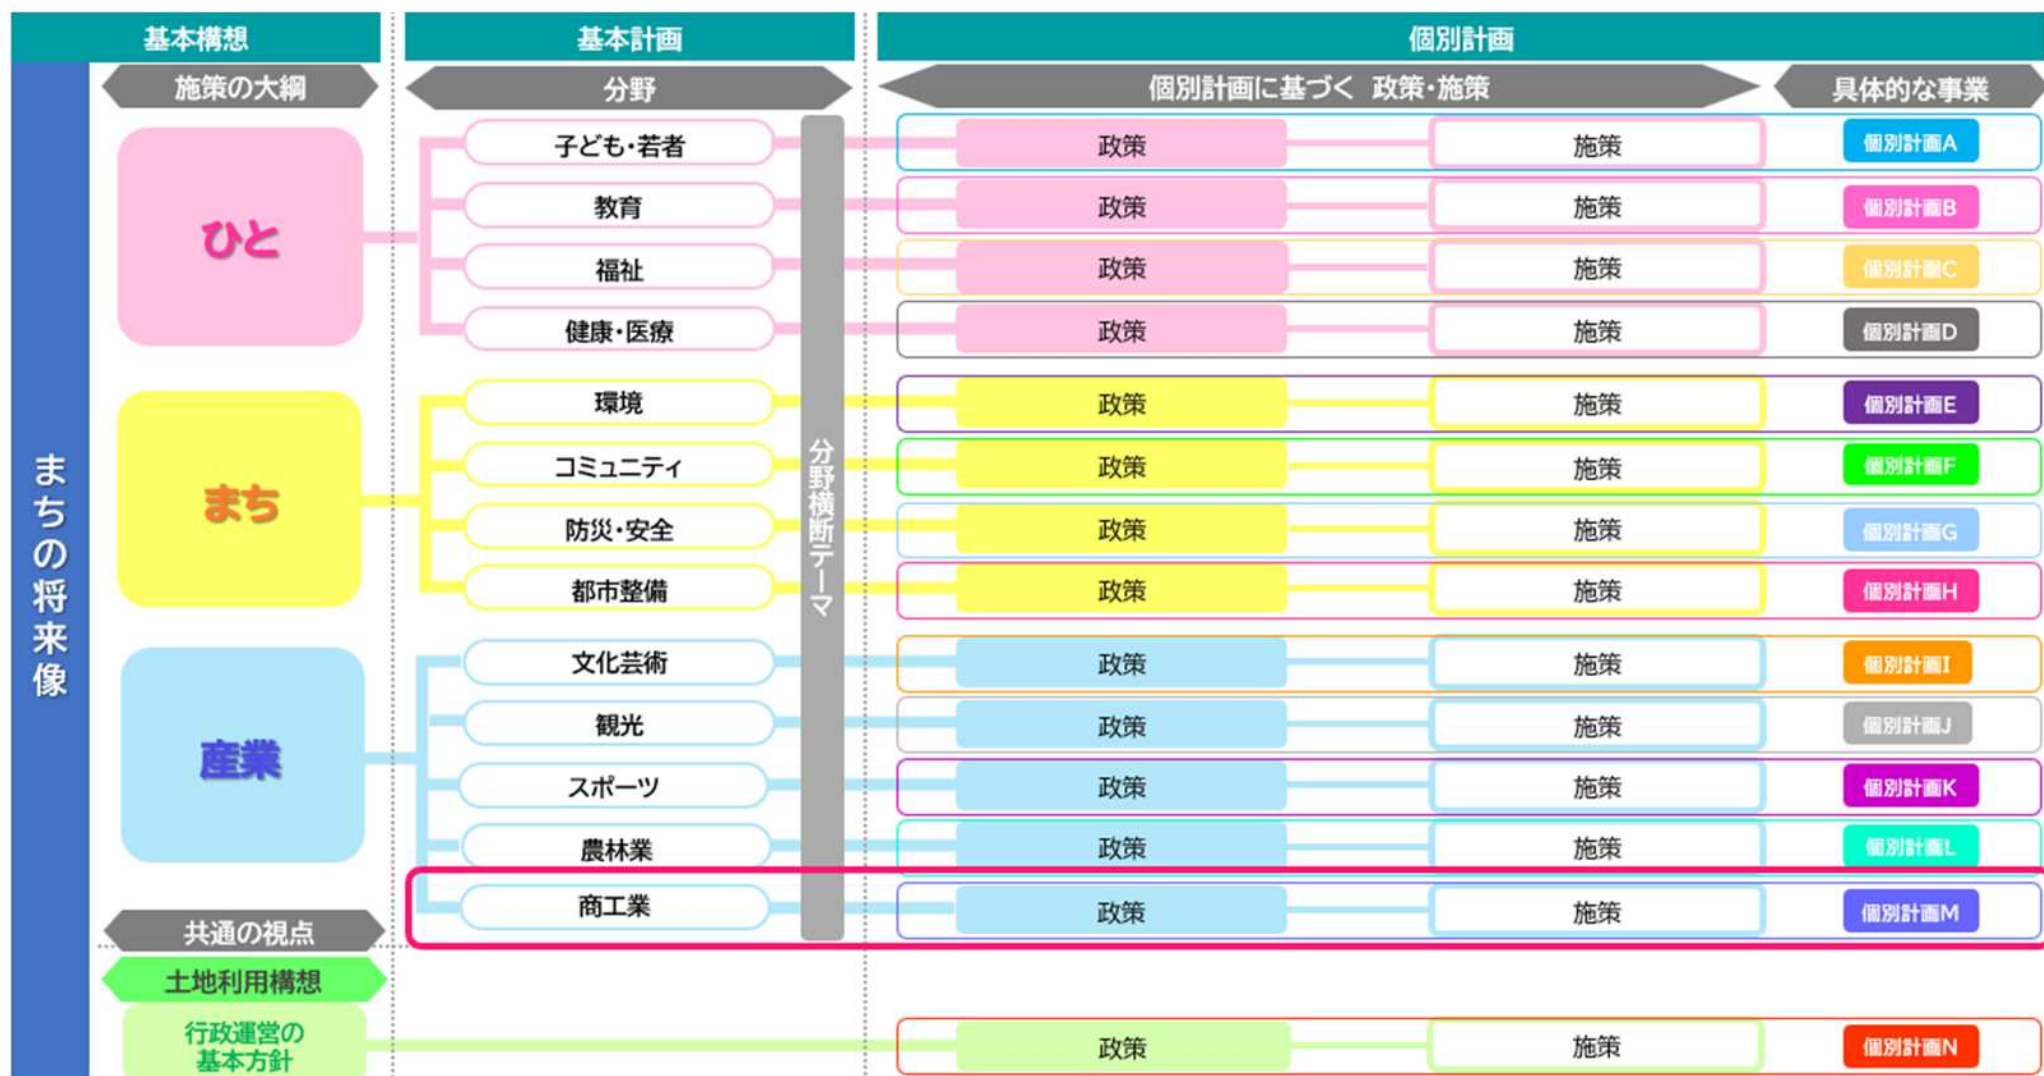 基本構想
基本計画
個別計画
施策の大綱
分野
個別計画に基づく 政策・施策
具体的な事業
まちの将来像
ひと
子ども・若者
政策
施策
個別計画A
教育
政策
施策
個別計画B
福祉
政策
施策
個別計画C
健康・医療
政策
施策
個別計画D
分野横断テーマ
まち
環境
政策
施策
個別計画E
コミュニティ
政策
施策
個別計画F
防災・安全
政策
施策
個別計画G
都市整備
政策
施策
個別計画H
産業
文化芸術
政策
施策
個別計画I
観光
政策
施策
個別計画J
スポーツ
政策
施策
個別計画K
農林業
政策
施策
個別計画L
商工業
政策
施策
個別計画M
共通の視点
土地利用構想
行政運営の
基本方針
政策
施策
個別計画N